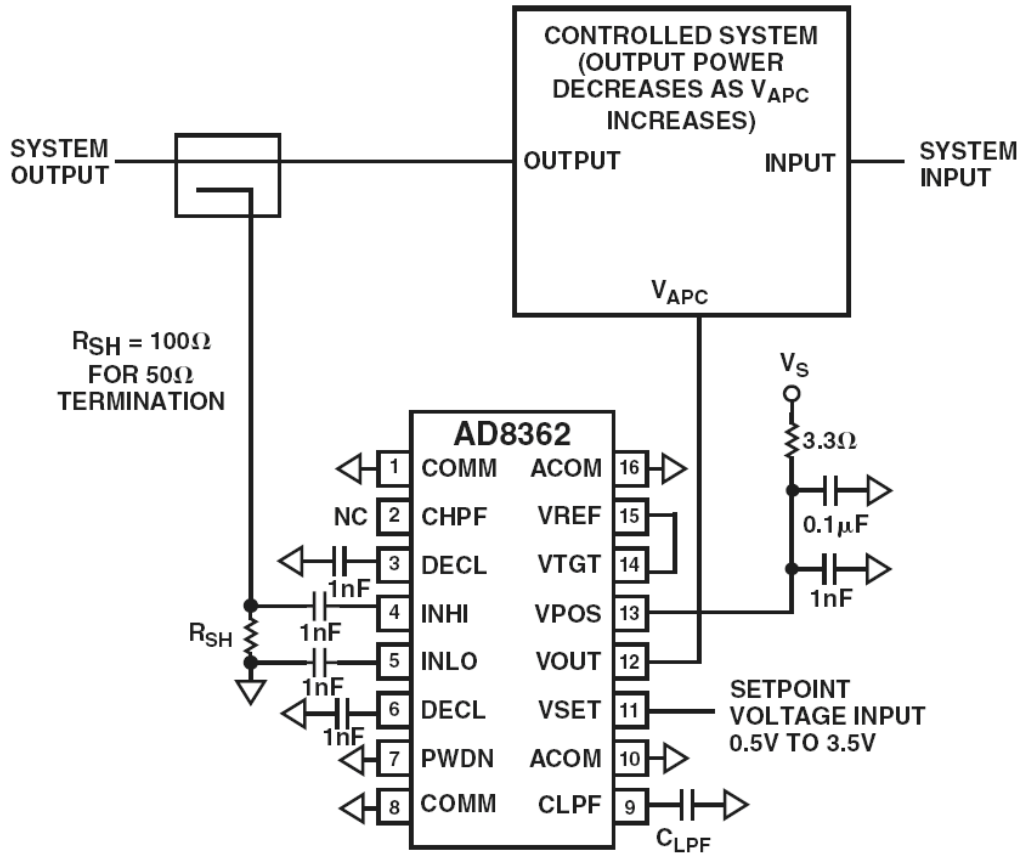 CONTROLLED SYSTEM
(OUTPUT POWER
DECREASES AS VAPC
INCREASES)
SYSTEM
OUTPUT
OUTPUT
INPUT
SYSTEM
INPUT
VAPC
RSH = 100Ω
FOR 50Ω
TERMINATION
VS
3.3Ω
0.1µF
1nF
AD8362
1 COMM
ACOM 16
NC 2 CHPF
VREF 15
1nF 3 DECL
VTGT 14
1nF 4 INHI
VPOS 13
RSH
1nF 5 INLO
VOUT 12
1nF 6 DECL
VSET 11
SETPOINT
VOLTAGE INPUT
0.5V TO 3.5V
7 PWDN
ACOM 10
8 COMM
CLPF 9
CLPF